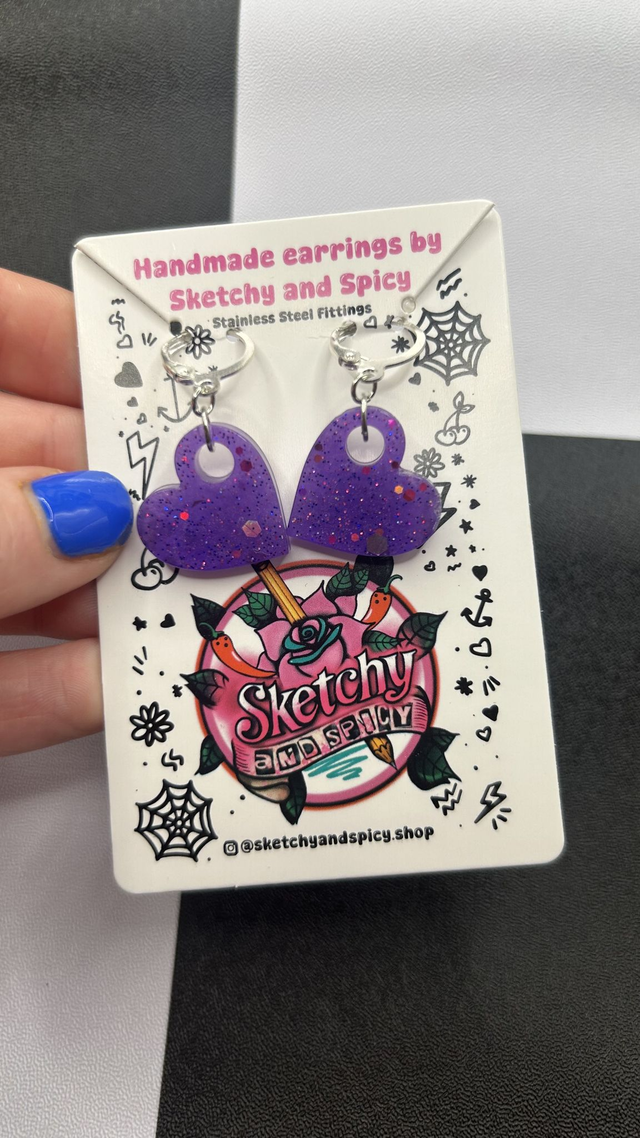 Handmade earrings by
Sketchy and Spicy
Stainless Steel Fittings
Sketchy
aND SPICY
@sketchyandspicy.shop